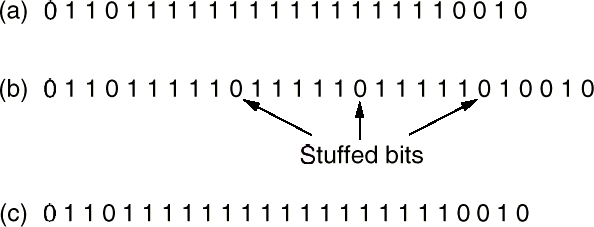 (a) 0 1 1 0 1 1 1 1 1 1 1 1 1 1 1 1 1 1 1 1 0 0 1 0
(b) 0 1 1 0 1 1 1 1 1 0 1 1 1 1 1 0 1 1 1 1 1 0 1 0 0 1 0
Stuffed bits
(c) 0 1 1 0 1 1 1 1 1 1 1 1 1 1 1 1 1 1 1 1 0 0 1 0